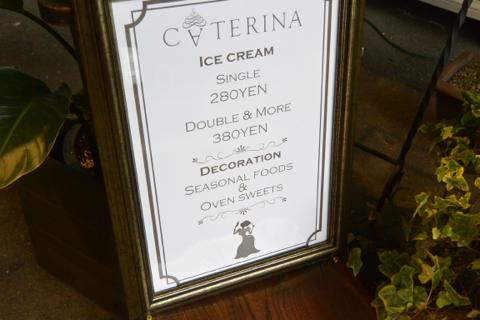 CATERINA
ICE CREAM
SINGLE
280YEN
DOUBLE & MORE
380YEN
DECORATION
SEASONAL FOODS
&
OVEN SWEETS